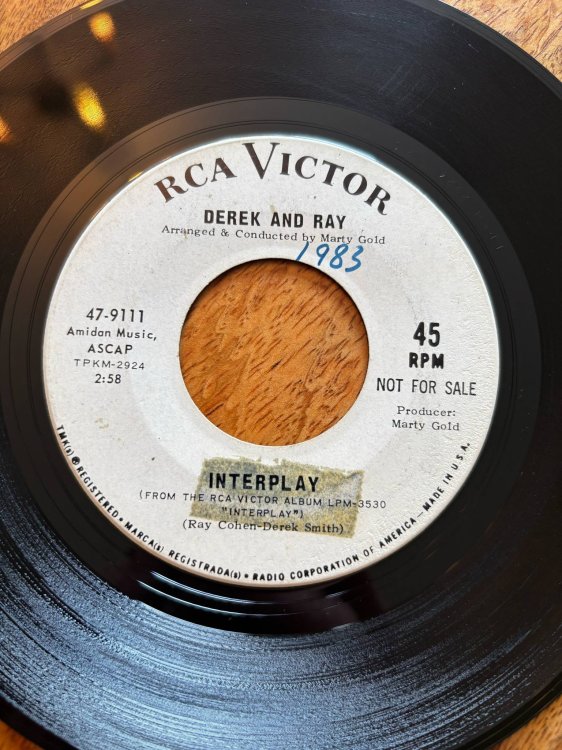 RCA VICTOR
DEREK AND RAY
Arranged & Conducted by Marty Gold
1983
47-9111
Amidan Music,
ASCAP
TPKM-2924
2:58
45
RPM
NOT FOR SALE
Producer:
Marty Gold
INTERPLAY
(FROM THE RCA VICTOR ALBUM LPM-3530
"INTERPLAY")
(Ray Cohen-Derek Smith)
TMK(s) ® REGISTERED • MARCA(s) REGISTRADA(s) • RADIO CORPORATION OF AMERICA—MADE IN U.S.A.